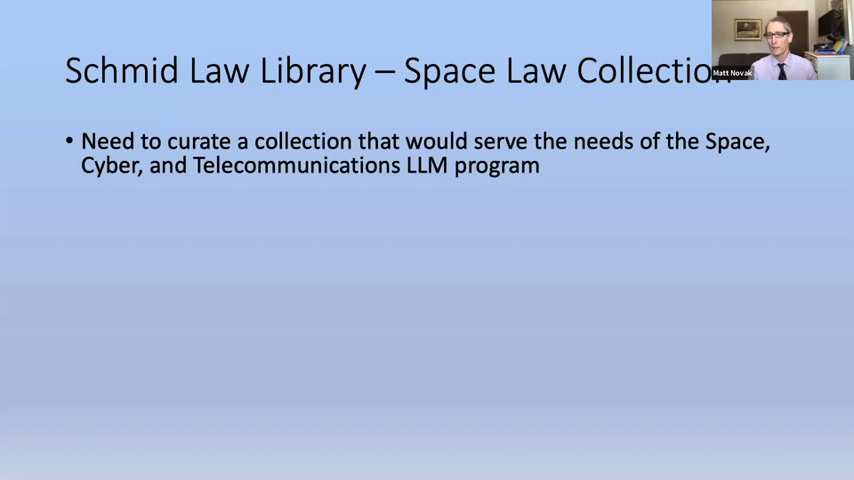 Schmid Law Library – Space Law Collection
Matt Novak
• Need to curate a collection that would serve the needs of the Space,
Cyber, and Telecommunications LLM program